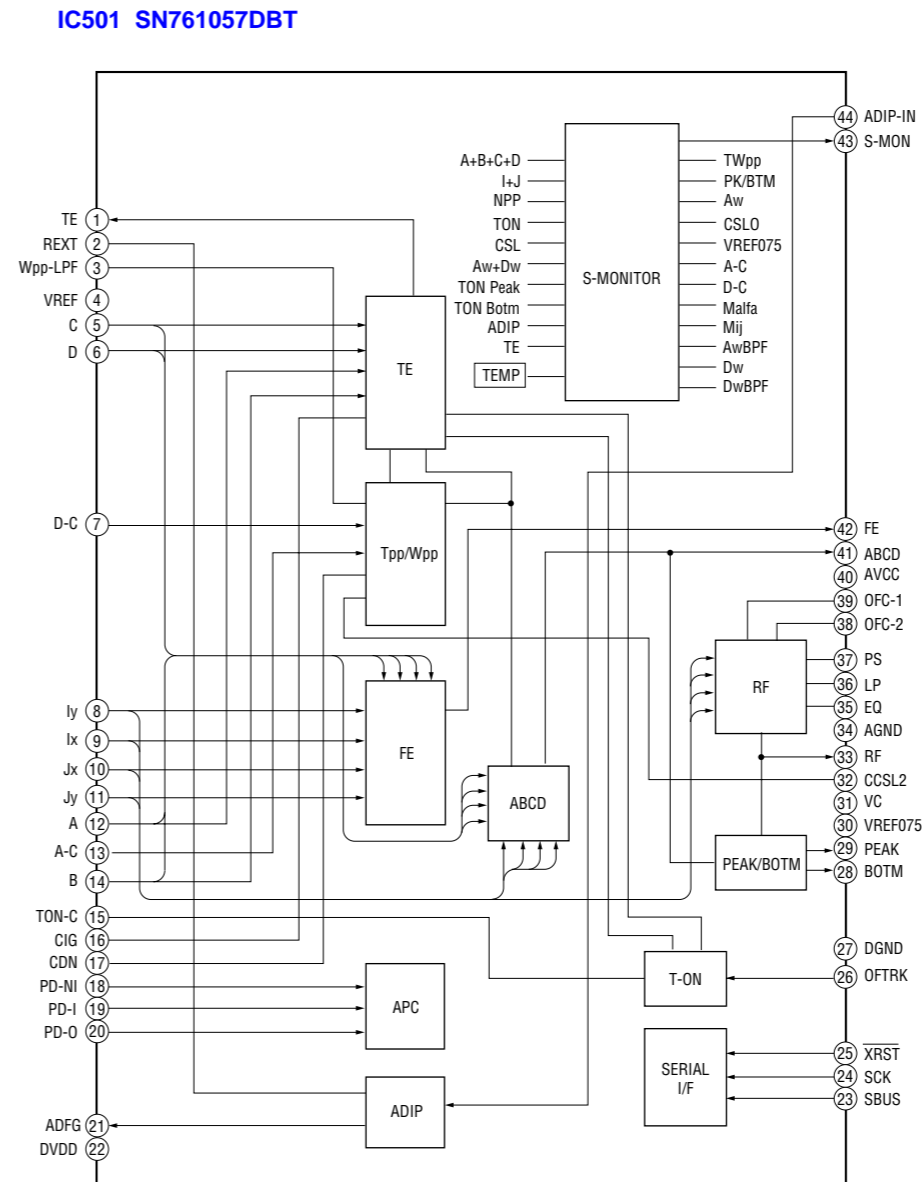 IC501 SN761057DBT
44 ADIP-IN
43 S-MON
A+B+C+D
I+J
NPP
TON
CSL
Aw+Dw
TON Peak
TON Botm
ADIP
TE
TEMP
S-MONITOR
TWpp
PK/BTM
Aw
CSLO
VREF075
A-C
D-C
Malfa
Mij
AwBPF
Dw
DwBPF
TE 1
REXT 2
Wpp-LPF 3
VREF 4
C 5
D 6
TE
D-C 7
Tpp/Wpp
42 FE
41 ABCD
40 AVCC
39 OFC-1
38 OFC-2
37 PS
36 LP
35 EQ
34 AGND
33 RF
32 CCSL2
31 VC
30 VREF075
29 PEAK
28 BOTM
RF
Iy 8
Ix 9
Jx 10
Jy 11
A 12
A-C 13
B 14
FE
ABCD
PEAK/BOTM
TON-C 15
CIG 16
CDN 17
PD-NI 18
PD-I 19
PD-O 20
APC
T-ON
27 DGND
26 OFTRK
SERIAL
I/F
25 XRST
24 SCK
23 SBUS
ADIP
ADFG 21
DVDD 22